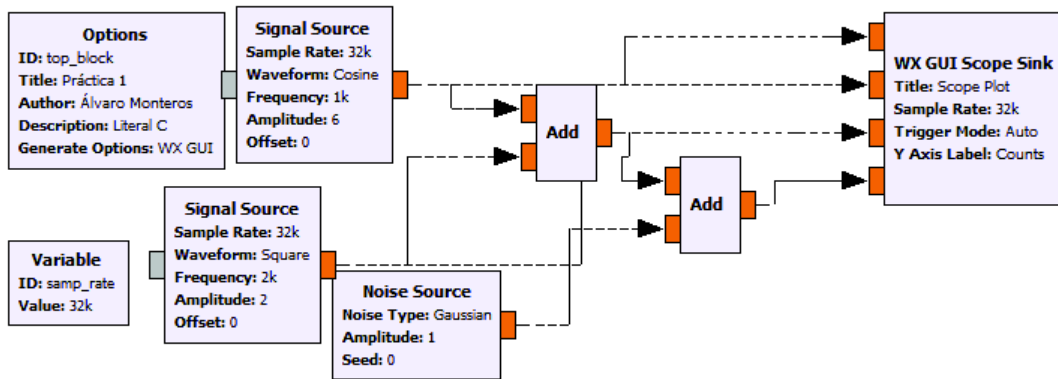 Options
ID: top_block
Title: Práctica 1
Author: Álvaro Monteros
Description: Literal C
Generate Options: WX GUI
Signal Source
Sample Rate: 32k
Waveform: Cosine
Frequency: 1k
Amplitude: 6
Offset: 0
Add
WX GUI Scope Sink
Title: Scope Plot
Sample Rate: 32k
Trigger Mode: Auto
Y Axis Label: Counts
Add
Variable
ID: samp_rate
Value: 32k
Signal Source
Sample Rate: 32k
Waveform: Square
Frequency: 2k
Amplitude: 2
Offset: 0
Noise Source
Noise Type: Gaussian
Amplitude: 1
Seed: 0